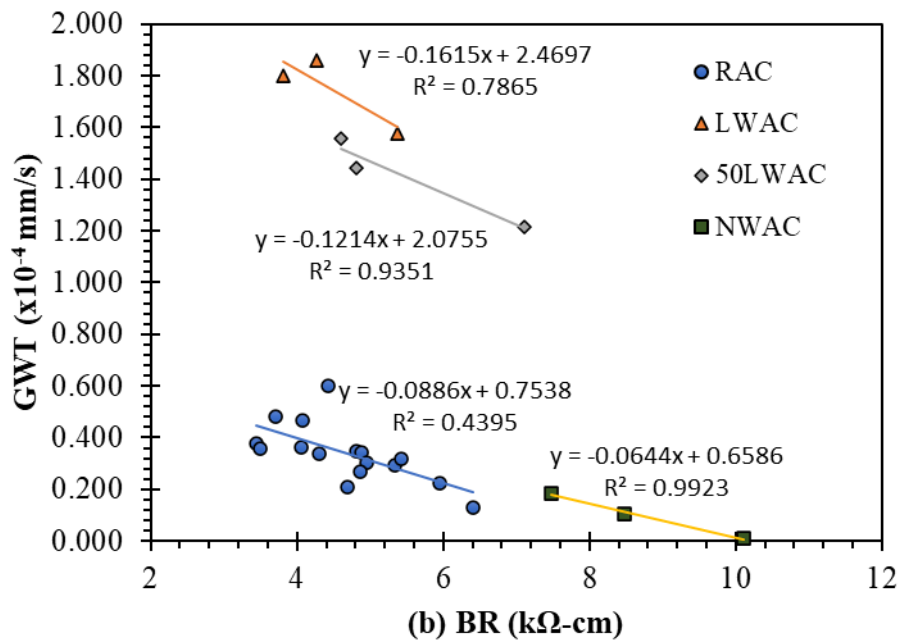 2.000
1.800
1.600
1.400
1.200
1.000
0.800
0.600
0.400
0.200
0.000
GWT (x10⁻⁴ mm/s)
y = -0.1615x + 2.4697
R² = 0.7865
RAC
LWAC
50LWAC
NWAC
y = -0.1214x + 2.0755
R² = 0.9351
y = -0.0886x + 0.7538
R² = 0.4395
y = -0.0644x + 0.6586
R² = 0.9923
2 4 6 8 10 12
(b) BR (kΩ-cm)